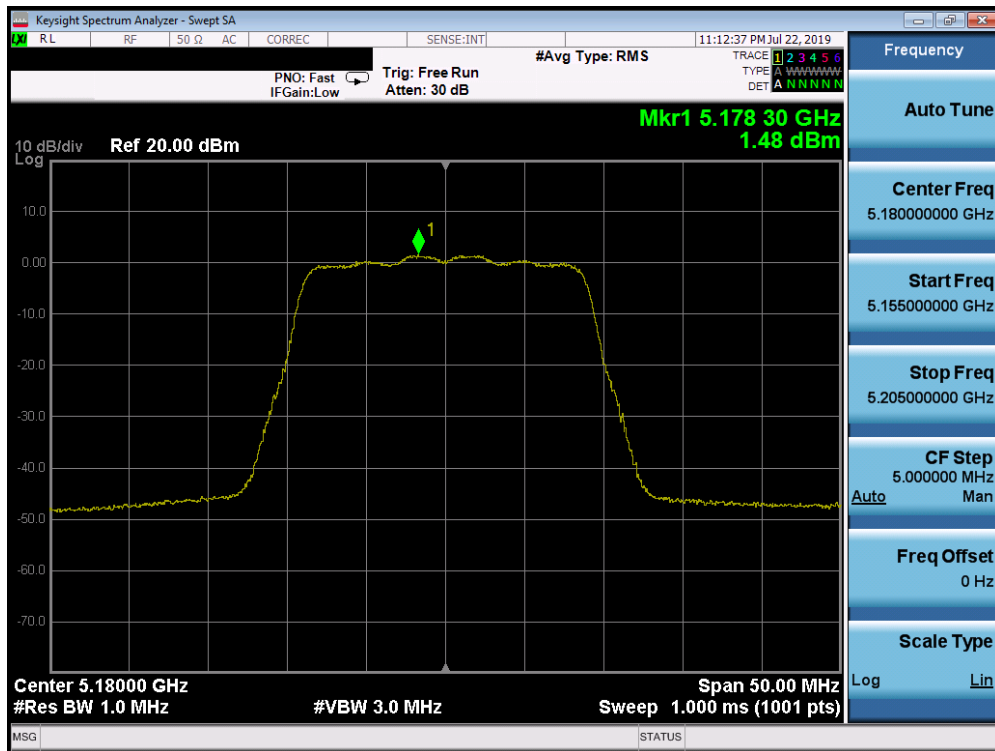 Keysight Spectrum Analyzer - Swept SA
LXI RL RF 50 Ω AC CORREC SENSE:INT 11:12:37 PM Jul 22, 2019
#Avg Type: RMS
TRACE 1 2 3 4 5 6
TYPE A WWWWW
DET A N N N N N
PNO: Fast Trig: Free Run
IFGain:Low Atten: 30 dB
Mkr1 5.178 30 GHz
1.48 dBm
10 dB/div Ref 20.00 dBm
Log
1
10.0
0.00
-10.0
-20.0
-30.0
-40.0
-50.0
-60.0
-70.0
Center 5.18000 GHz Span 50.00 MHz
#Res BW 1.0 MHz #VBW 3.0 MHz Sweep 1.000 ms (1001 pts)
MSG STATUS
Frequency
Auto Tune
Center Freq
5.180000000 GHz
Start Freq
5.155000000 GHz
Stop Freq
5.205000000 GHz
CF Step
5.000000 MHz
Auto Man
Freq Offset
0 Hz
Scale Type
Log Lin